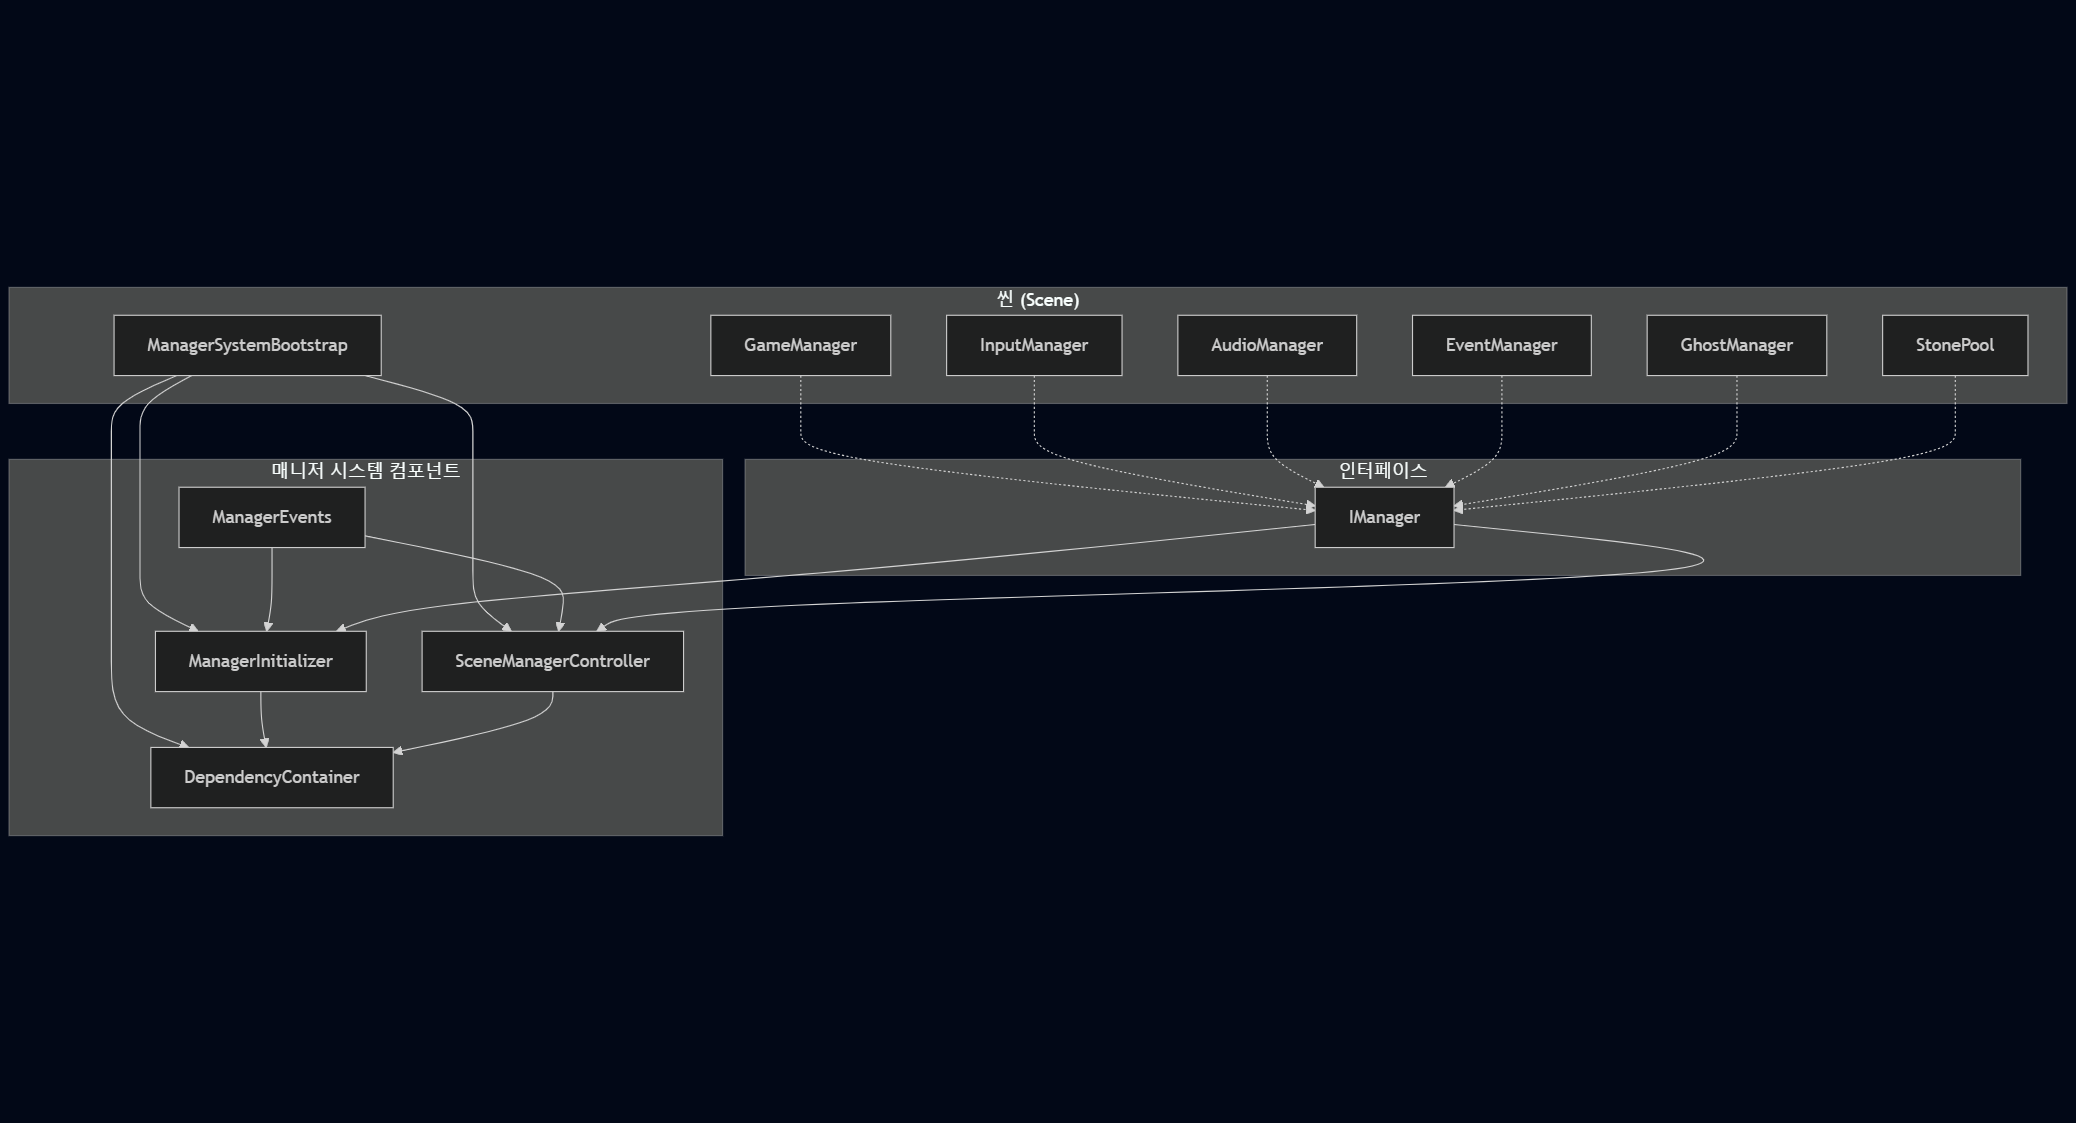 씬 (Scene)
ManagerSystemBootstrap
GameManager
InputManager
AudioManager
EventManager
GhostManager
StonePool
매니저 시스템 컴포넌트
인터페이스
ManagerEvents
IManager
ManagerInitializer
SceneManagerController
DependencyContainer